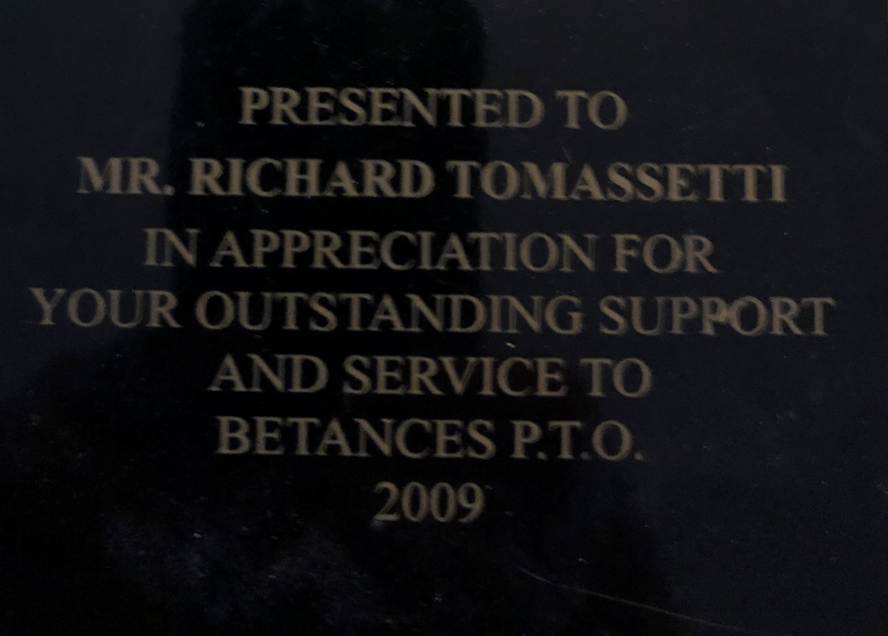 PRESENTED TO
MR. RICHARD TOMASSETTI
IN APPRECIATION FOR
YOUR OUTSTANDING SUPPORT
AND SERVICE TO
BETANCES P.T.O.
2009